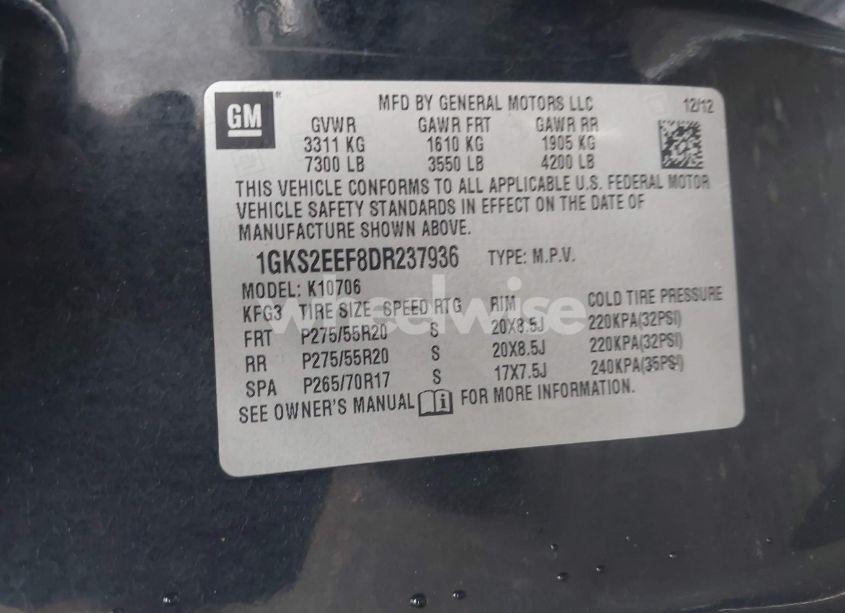 GM®
MFD BY GENERAL MOTORS LLC 12/12
GVWR GAWR FRT GAWR RR
3311 KG 1610 KG 1905 KG
7300 LB 3550 LB 4200 LB
THIS VEHICLE CONFORMS TO ALL APPLICABLE U.S. FEDERAL MOTOR
VEHICLE SAFETY STANDARDS IN EFFECT ON THE DATE OF
MANUFACTURE SHOWN ABOVE.
1GKS2EEF8DR237936 TYPE: M.P.V.
MODEL: K10706
KFG3 TIRE SIZE SPEED RTG RIM COLD TIRE PRESSURE
FRT P275/55R20 S 20X8.5J 220KPA(32PSI)
RR P275/55R20 S 20X8.5J 220KPA(32PSI)
SPA P265/70R17 S 17X7.5J 240KPA(35PSI)
SEE OWNER'S MANUAL i FOR MORE INFORMATION.
wheelwise